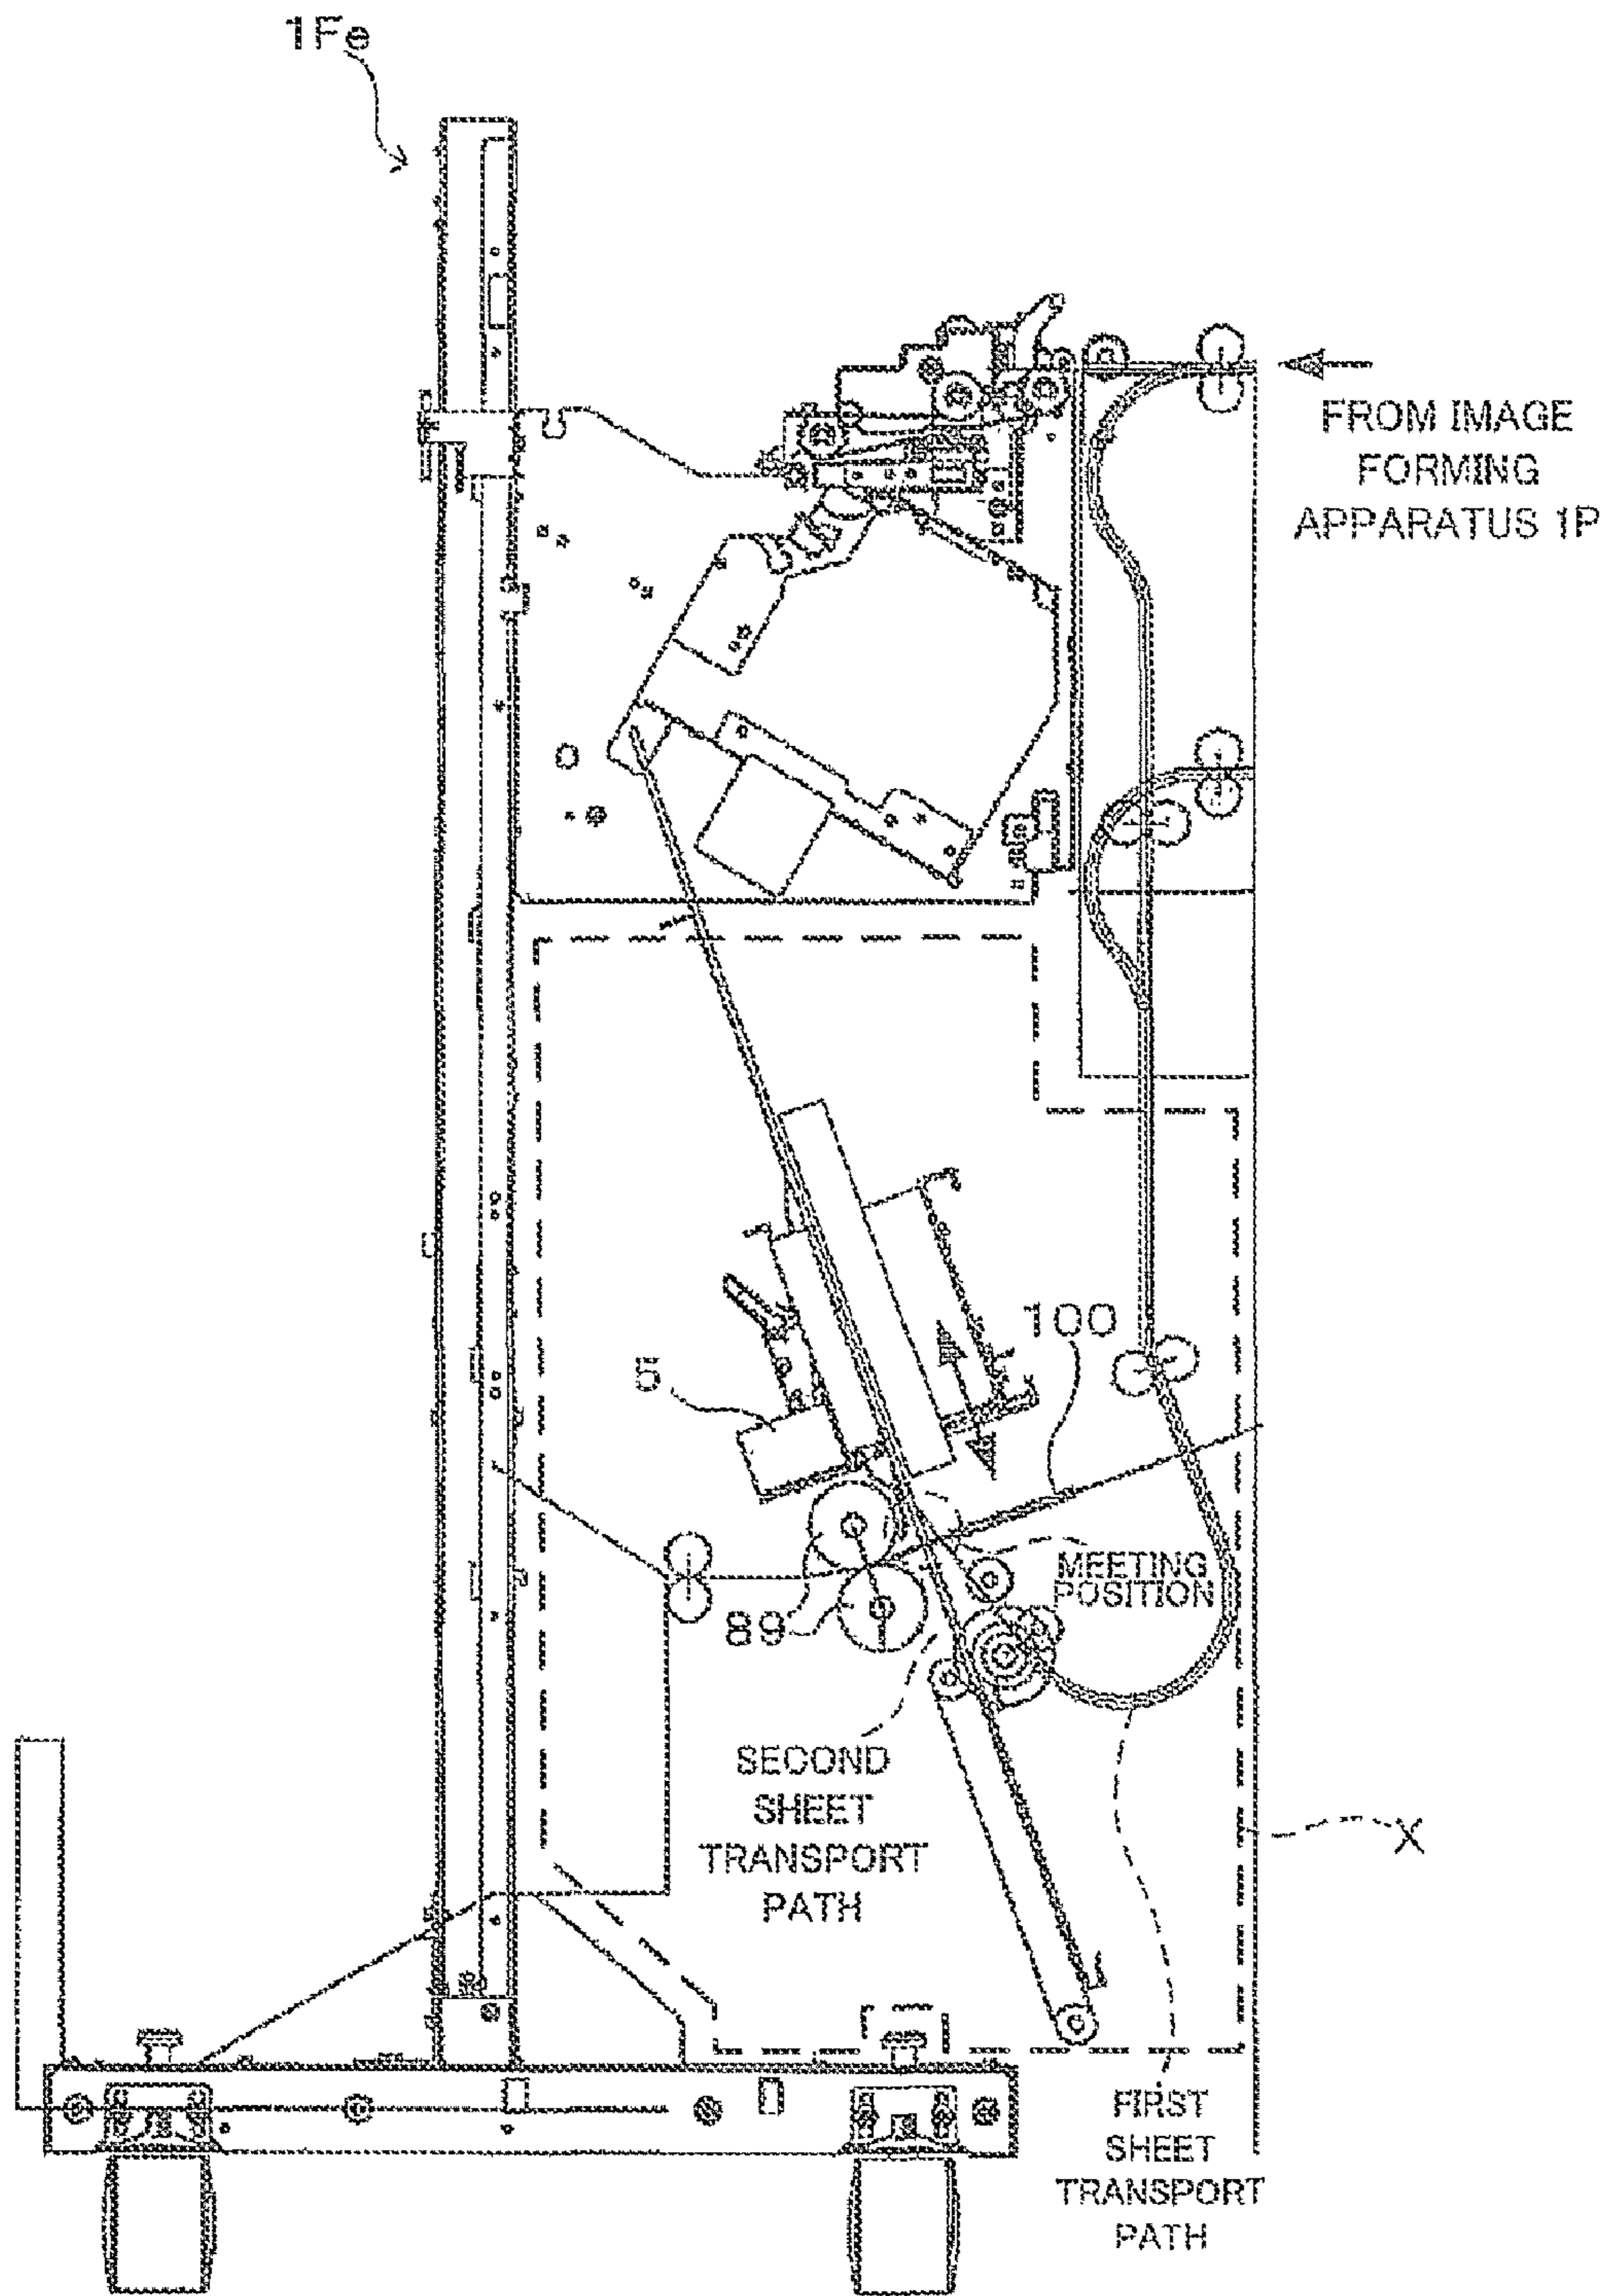 1Fe
FROM IMAGE
FORMING
APPARATUS 1P
100
5
MEETING
POSITION
89
SECOND
SHEET
TRANSPORT
PATH
X
FIRST
SHEET
TRANSPORT
PATH